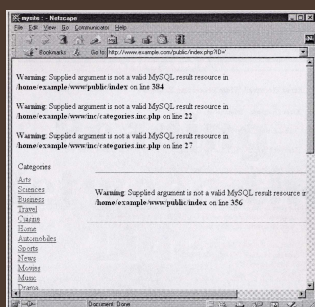 mysite : - Netscape
File Edit View Go Communicator Help
Bookmarks Go to: http://www.example.com/public/index.php?ID='
Warning: Supplied argument is not a valid MySQL result resource in
/home/example/www/public/index on line 384
Warning: Supplied argument is not a valid MySQL result resource in
/home/example/www/inc/categories.inc.php on line 22
Warning: Supplied argument is not a valid MySQL result resource in
/home/example/www/inc/categories.inc.php on line 27
Categories
Arts
Sciences
Business
Travel
Cuisine
Home
Automobiles
Sports
News
Movies
Music
Drama
Warning: Supplied argument is not a valid MySQL result resource in
/home/example/www/public/index on line 356
Document: Done